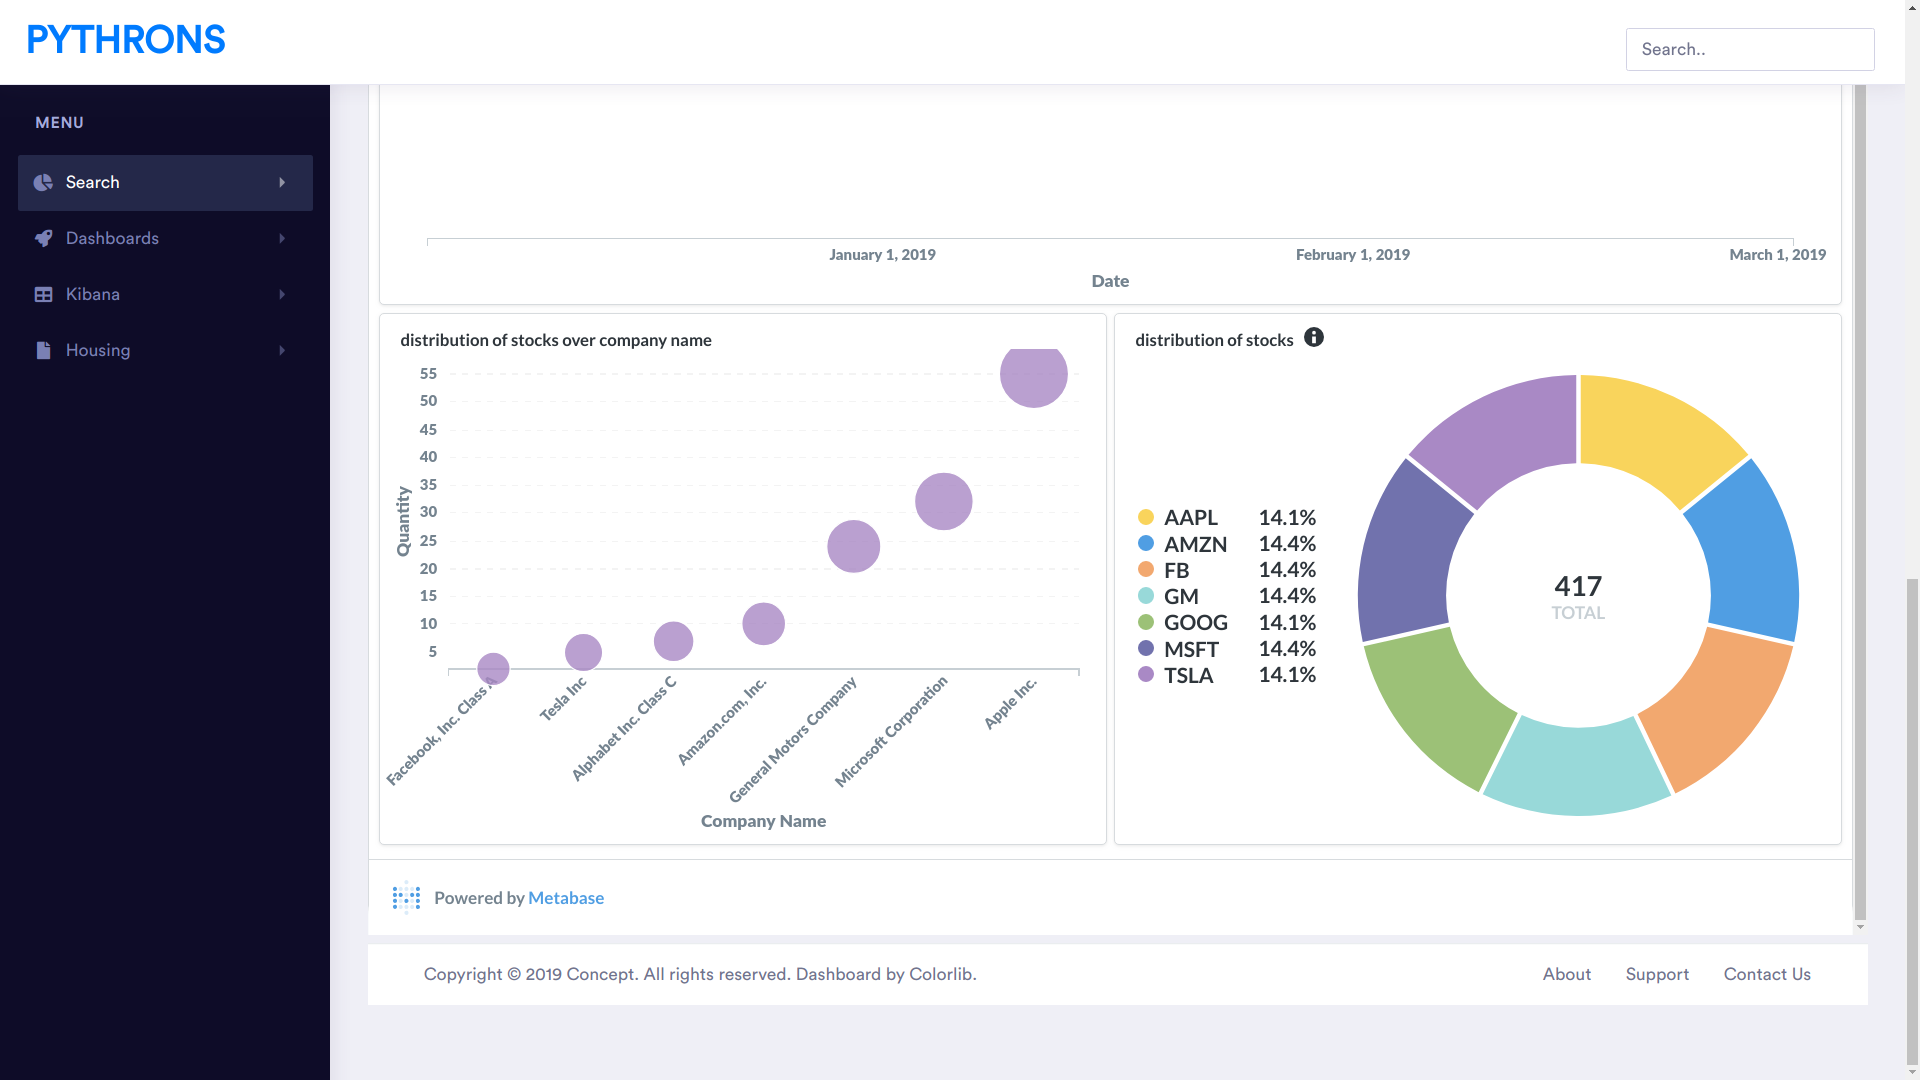 PYTHRONS
Search..
MENU
Search
Dashboards
Kibana
Housing
January 1, 2019
February 1, 2019
March 1, 2019
Date
distribution of stocks over company name
55
50
45
40
35
30
25
20
15
10
5
Quantity
Facebook, Inc. Class A
Tesla Inc
Alphabet Inc. Class C
Amazon.com, Inc.
General Motors Company
Microsoft Corporation
Apple Inc.
Company Name
distribution of stocks
AAPL 14.1%
AMZN 14.4%
FB 14.4%
GM 14.4%
GOOG 14.1%
MSFT 14.4%
TSLA 14.1%
417
TOTAL
Powered by Metabase
Copyright © 2019 Concept. All rights reserved. Dashboard by Colorlib.
About
Support
Contact Us